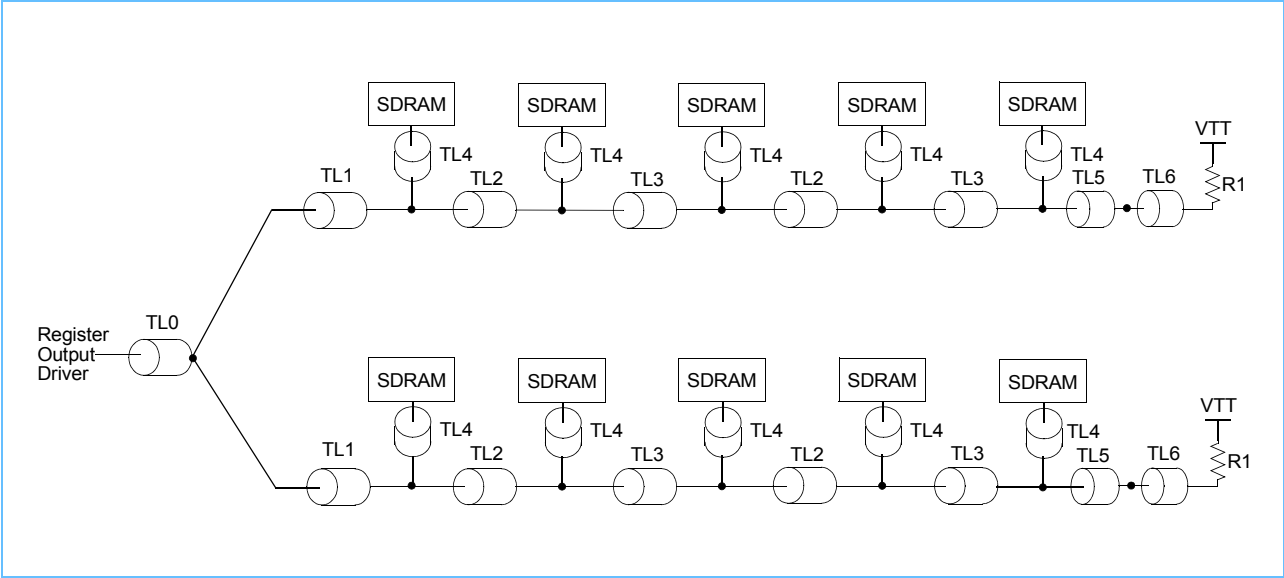 SDRAM SDRAM SDRAM SDRAM SDRAM
VTT
TL4 TL4 TL4 TL4 TL4
TL1 TL2 TL3 TL2 TL3 TL5 TL6
R1
TL0
Register
Output
Driver
SDRAM SDRAM SDRAM SDRAM SDRAM
VTT
TL4 TL4 TL4 TL4 TL4
TL1 TL2 TL3 TL2 TL3 TL5 TL6
R1